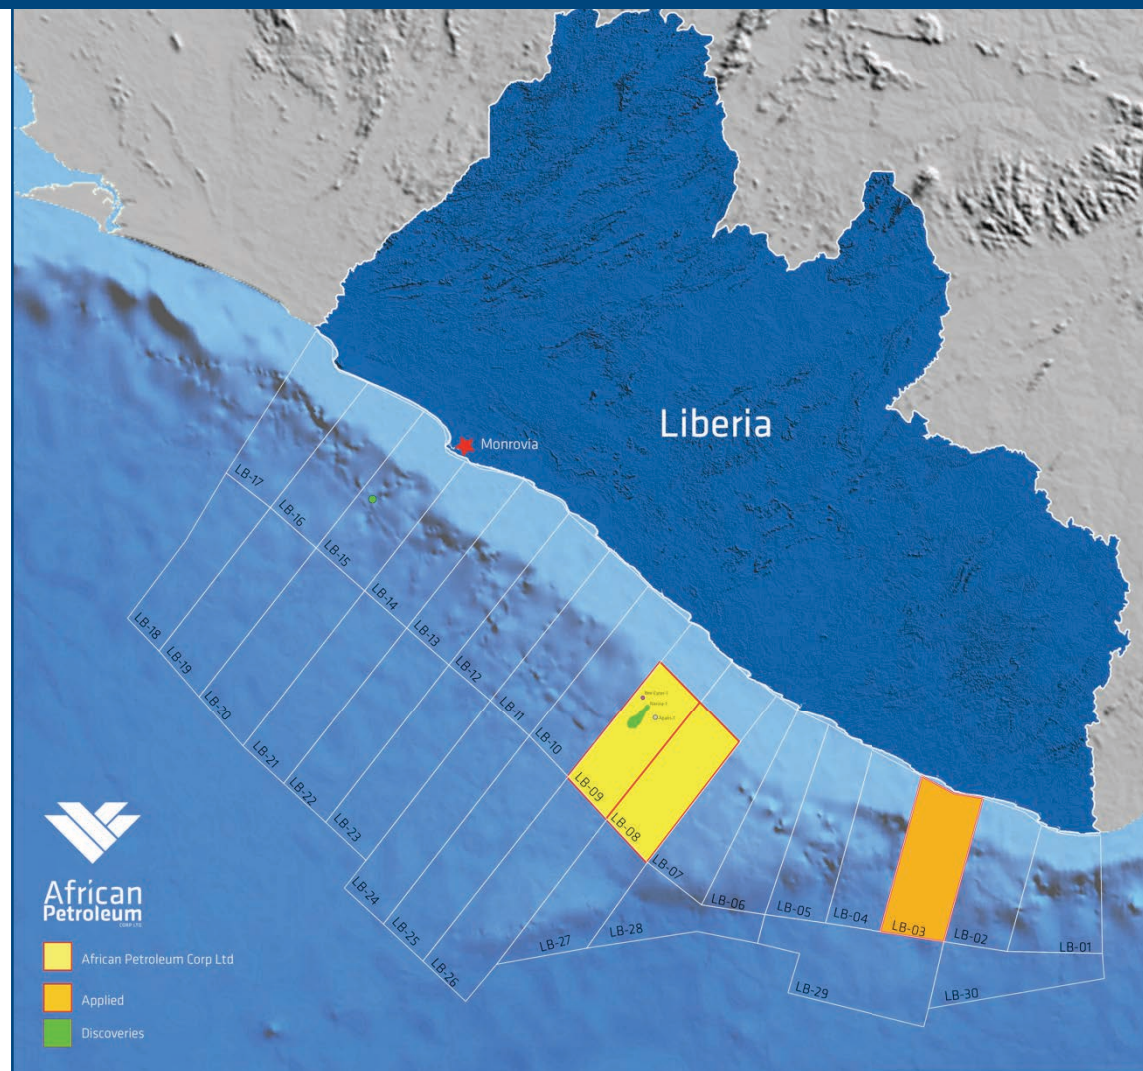 Liberia
Monrovia
LB-17
LB-16
LB-15
LB-14
LB-13
LB-12
LB-11
LB-10
LB-09
LB-08
LB-07
LB-06
LB-05
LB-04
LB-03
LB-02
LB-01
LB-18
LB-19
LB-20
LB-21
LB-22
LB-23
LB-24
LB-25
LB-26
LB-27
LB-28
LB-29
LB-30
African
Petroleum
CORP LTD
African Petroleum Corp Ltd
Applied
Discoveries